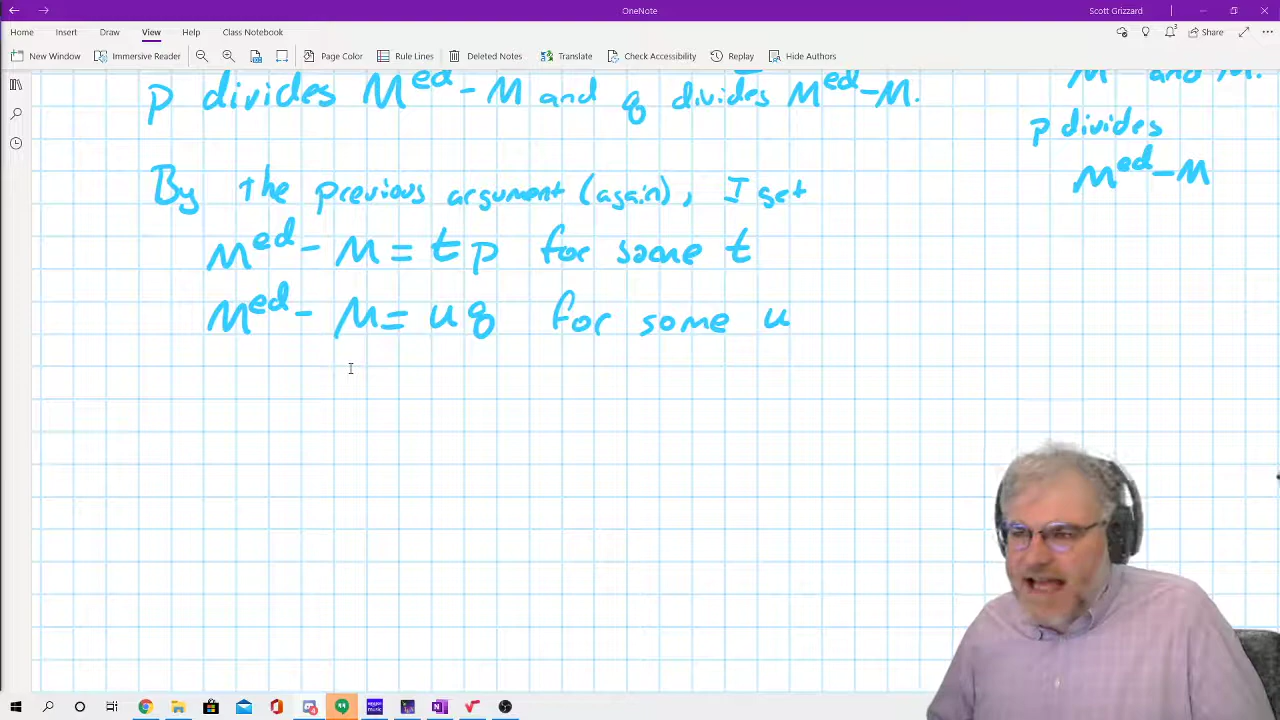 OneNote
Scott Grizzard
Home Insert Draw View Help Class Notebook
Share
New Window Immersive Reader Page Color Rule Lines Deleted Notes Translate Check Accessibility Replay Hide Authors
p divides M^ed - M and q divides M^ed - M.
By the previous argument (again), I get
M^ed - M = tp for some t
M^ed - M = uq for some u
and M.
p divides
M^ed - M